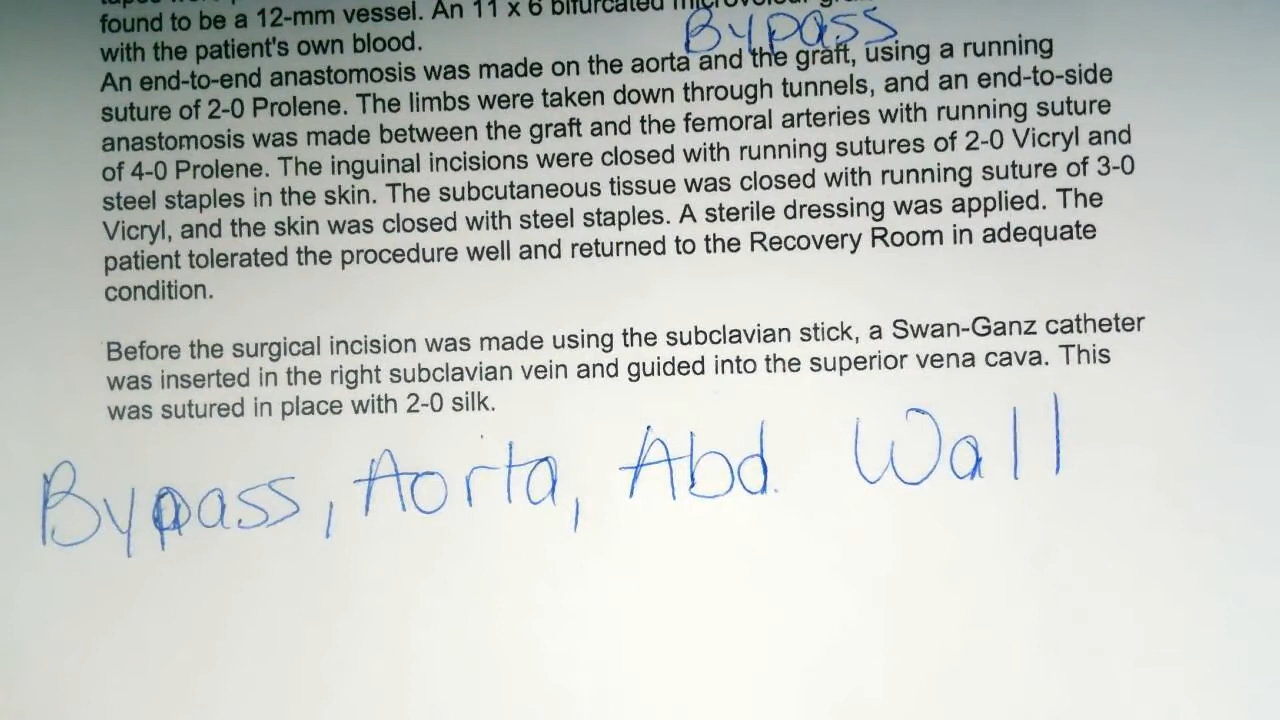 found to be a 12-mm vessel. An 11 x 6 bifurcated
Bypass
with the patient's own blood.
An end-to-end anastomosis was made on the aorta and the graft, using a running
suture of 2-0 Prolene. The limbs were taken down through tunnels, and an end-to-side
anastomosis was made between the graft and the femoral arteries with running suture
of 4-0 Prolene. The inguinal incisions were closed with running sutures of 2-0 Vicryl and
steel staples in the skin. The subcutaneous tissue was closed with running suture of 3-0
Vicryl, and the skin was closed with steel staples. A sterile dressing was applied. The
patient tolerated the procedure well and returned to the Recovery Room in adequate
condition.
Before the surgical incision was made using the subclavian stick, a Swan-Ganz catheter
was inserted in the right subclavian vein and guided into the superior vena cava. This
was sutured in place with 2-0 silk.
Bypass, Aorta, Abd. Wall